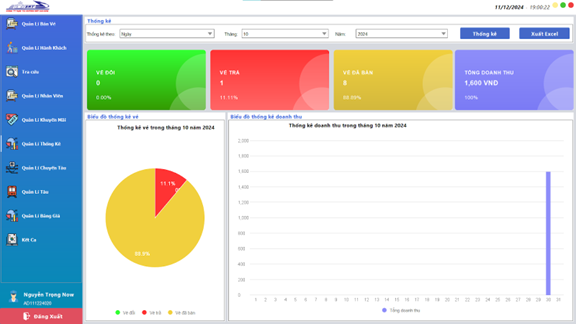 11/12/2024 - 19:00:22
Quản Lí Bán Vé
Quản Lí Hành Khách
Tra cứu
Quản Lí Nhân Viên
Quản Lí Khuyến Mãi
Quản Lí Thống Kê
Quản Lí Chuyến Tàu
Quản Lí Tàu
Quản Lí Bảng Giá
Kết Ca
Nguyễn Trọng Now
AD111224020
Đăng Xuất
Thống kê
Thống kê theo: Ngày Tháng: 10 Năm: 2024 Thống kê Xuất Excel
VÉ ĐỔI
0
0.00%
VÉ TRẢ
1
11.11%
VÉ ĐÃ BÁN
8
88.89%
TỔNG DOANH THU
1,600 VND
100%
Biểu đồ thống kê vé
Thống kê vé trong tháng 10 năm 2024
11.1%
88.9%
Vé đổi Vé trả Vé đã bán
Biểu đồ thống kê doanh thu
Thống kê doanh thu trong tháng 10 năm 2024
2,000
1,800
1,600
1,400
1,200
1,000
800
600
400
200
0
1 2 3 4 5 6 7 8 9 10 11 12 13 14 15 16 17 18 19 20 21 22 23 24 25 26 27 28 29 30 31
Tổng doanh thu